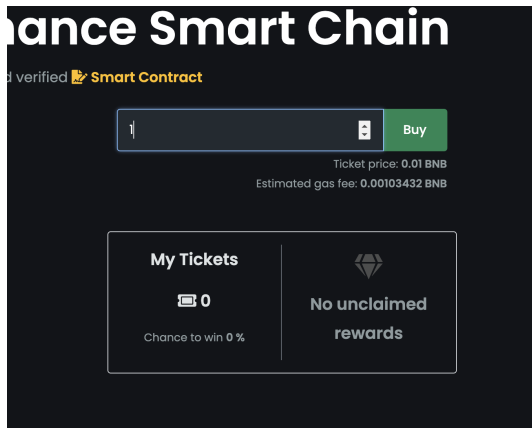 ance Smart Chain
d verified Smart Contract
1
Buy
Ticket price: 0.01 BNB
Estimated gas fee: 0.00103432 BNB
My Tickets
0
Chance to win 0 %
No unclaimed
rewards